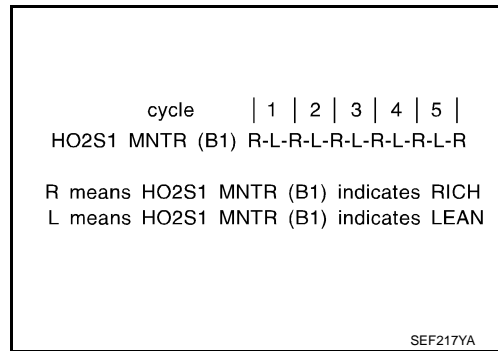 cycle | 1 | 2 | 3 | 4 | 5 |
HO2S1 MNTR (B1) R-L-R-L-R-L-R-L-R-L-R
R means HO2S1 MNTR (B1) indicates RICH
L means HO2S1 MNTR (B1) indicates LEAN
SEF217YA